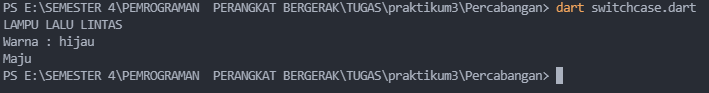 PS E:\SEMESTER 4\PEMROGRAMAN  PERANGKAT BERGERAK\TUGAS\praktikum3\Percabangan> dart switchcase.dart
LAMPU LALU LINTAS
Warna : hijau
Maju
PS E:\SEMESTER 4\PEMROGRAMAN  PERANGKAT BERGERAK\TUGAS\praktikum3\Percabangan>